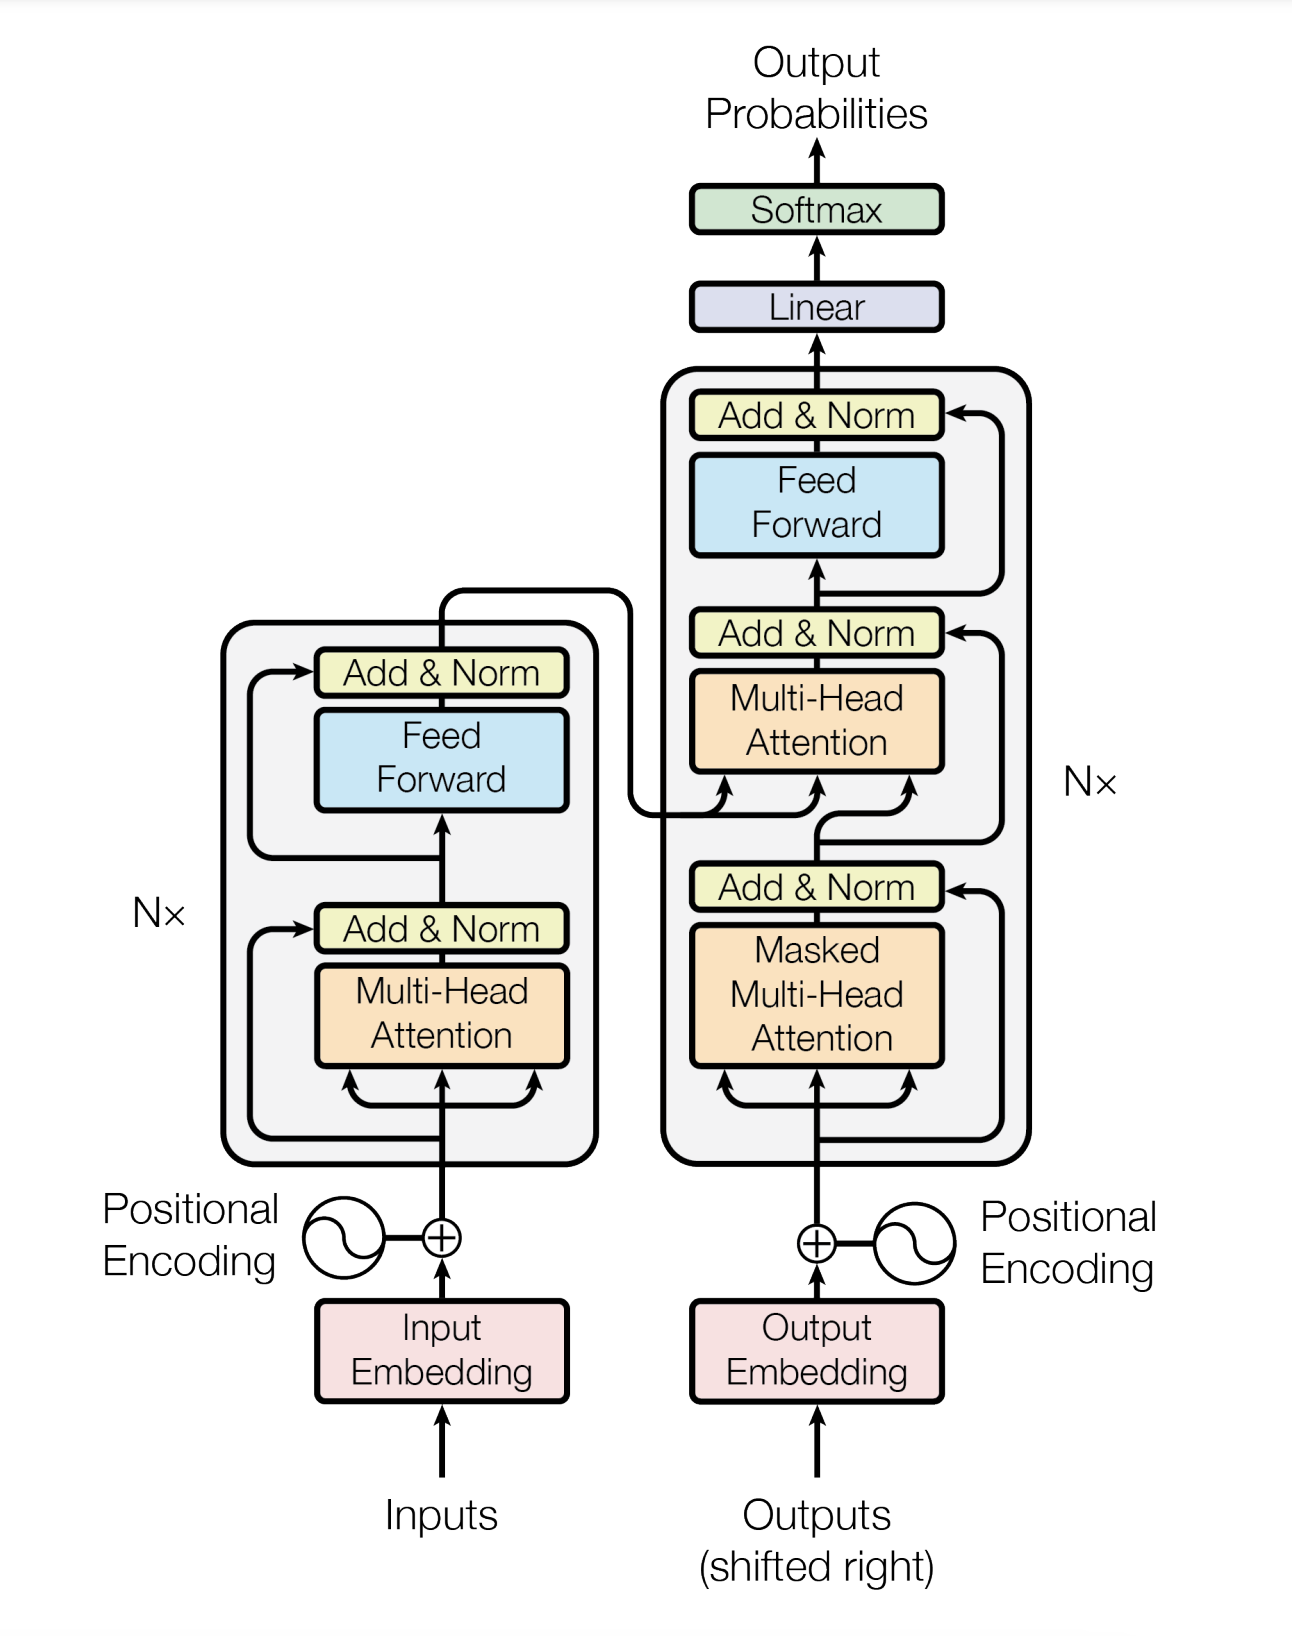 Output
Probabilities
Softmax
Linear
Add & Norm
Feed
Forward
Add & Norm
Multi-Head
Attention
Add & Norm
Masked
Multi-Head
Attention
N×
Add & Norm
Feed
Forward
Add & Norm
Multi-Head
Attention
N×
Positional
Encoding
Positional
Encoding
Input
Embedding
Output
Embedding
Inputs
Outputs
(shifted right)